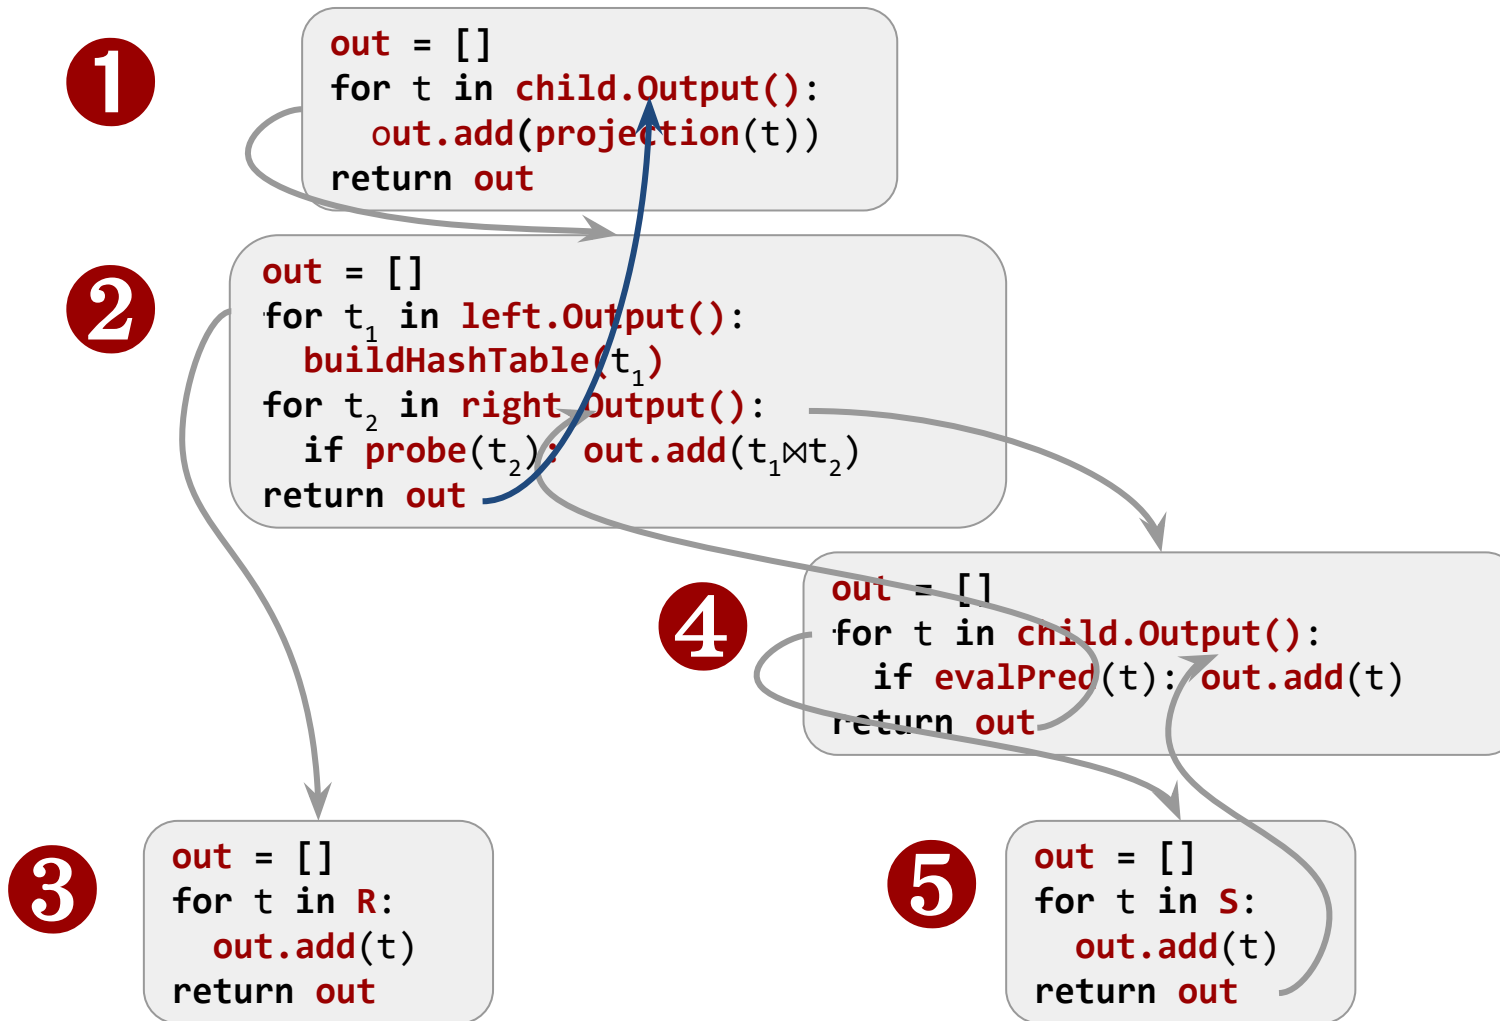 1
out = []
for t in child.Output():
  out.add(projection(t))
return out
2
out = []
for t₁ in left.Output():
  buildHashTable(t₁)
for t₂ in right.Output():
  if probe(t₂): out.add(t₁⋈t₂)
return out
4
out = []
for t in child.Output():
  if evalPred(t): out.add(t)
return out
3
out = []
for t in R:
  out.add(t)
return out
5
out = []
for t in S:
  out.add(t)
return out